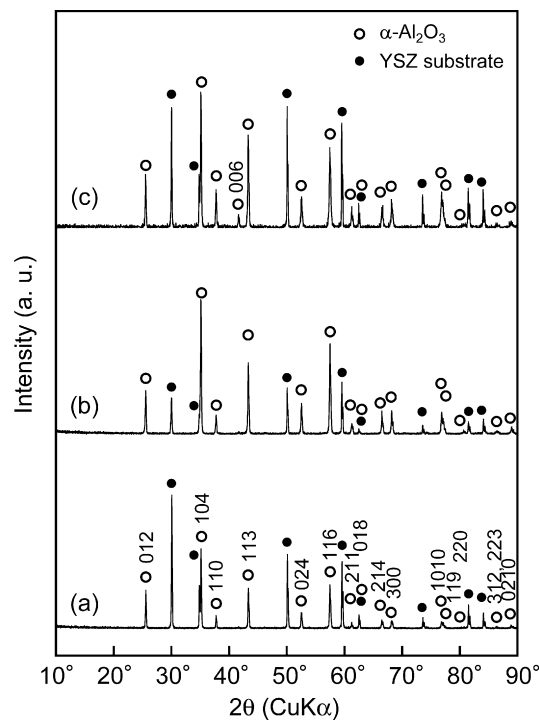 α-Al₂O₃
YSZ substrate
006
(c)
(b)
Intensity (a. u.)
012
104
110
113
024
116
211
018
214
300
1010
119
220
312,
223
0210
(a)
10° 20° 30° 40° 50° 60° 70° 80° 90°
2θ (CuKα)